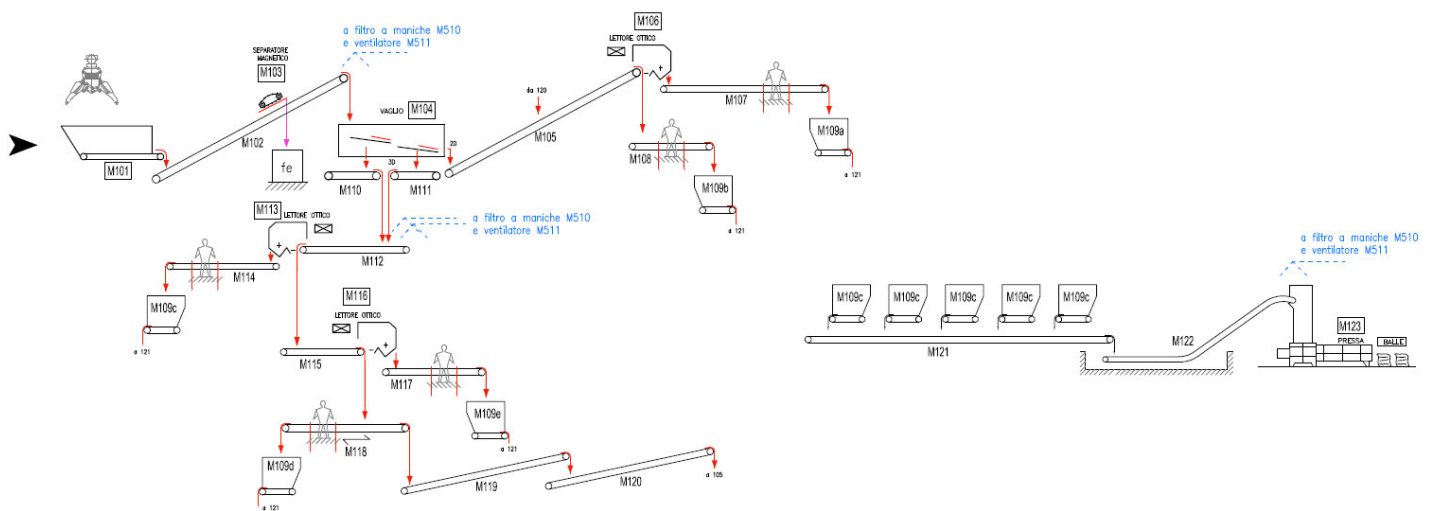 a filtro a maniche M510
e ventilatore M511
SEPARATORE
MAGNETICO
M103
M101
M102
fe
VAGLIO
M104
2D
3D
M110
M111
da 120
M105
M106
LETTORE OTTICO
- +
M107
M109a
a 121
M108
M109b
a 121
a filtro a maniche M510
e ventilatore M511
M113
LETTORE OTTICO
+ -
M112
M114
M109c
a 121
M116
LETTORE OTTICO
- +
M115
M117
M109e
a 121
M118
M109d
a 121
M119
M120
a 105
a filtro a maniche M510
e ventilatore M511
M109c
M109c
M109c
M109c
M109c
M121
M122
M123
PRESSA
BALLE